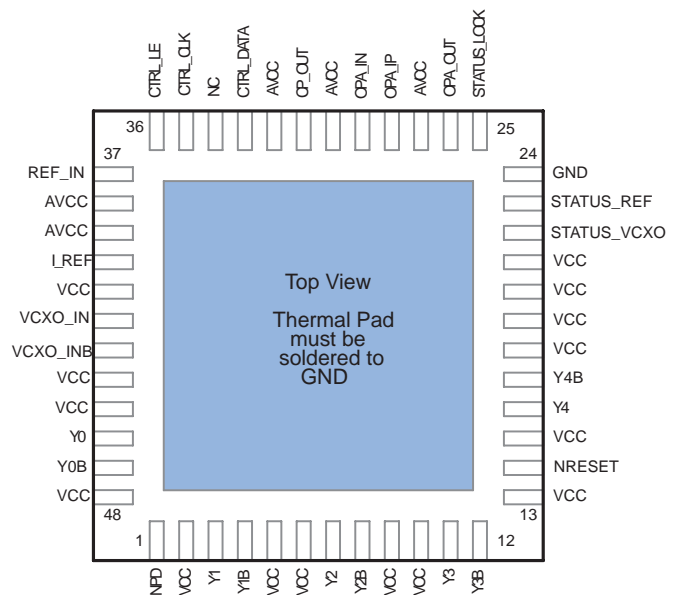 CTRL_LE
CTRL_CLK
NC
CTRL_DATA
AVCC
CP_OUT
AVCC
OPA_IN
OPA_IP
AVCC
OPA_OUT
STATUS_LOCK
36
25
37
24
REF_IN
AVCC
AVCC
I_REF
VCC
VCXO_IN
VCXO_INB
VCC
VCC
Y0
Y0B
VCC
Top View
Thermal Pad
must be
soldered to
GND
GND
STATUS_REF
STATUS_VCXO
VCC
VCC
VCC
VCC
Y4B
Y4
VCC
NRESET
VCC
48
13
1
12
NPD
VCC
Y1
Y1B
VCC
VCC
Y2
Y2B
VCC
VCC
Y3
Y3B